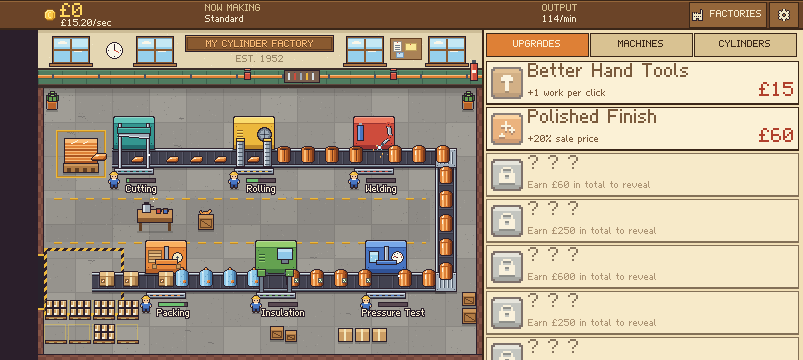 £0
£15.20/sec
NOW MAKING
Standard
OUTPUT
114/min
FACTORIES
MY CYLINDER FACTORY
EST. 1952
UPGRADES
MACHINES
CYLINDERS
Better Hand Tools
+1 work per click
£15
Polished Finish
+20% sale price
£60
? ? ?
Earn £60 in total to reveal
? ? ?
Earn £250 in total to reveal
? ? ?
Earn £600 in total to reveal
? ? ?
Earn £250 in total to reveal
? ? ?
Cutting
Rolling
Welding
Packing
Insulation
Pressure Test